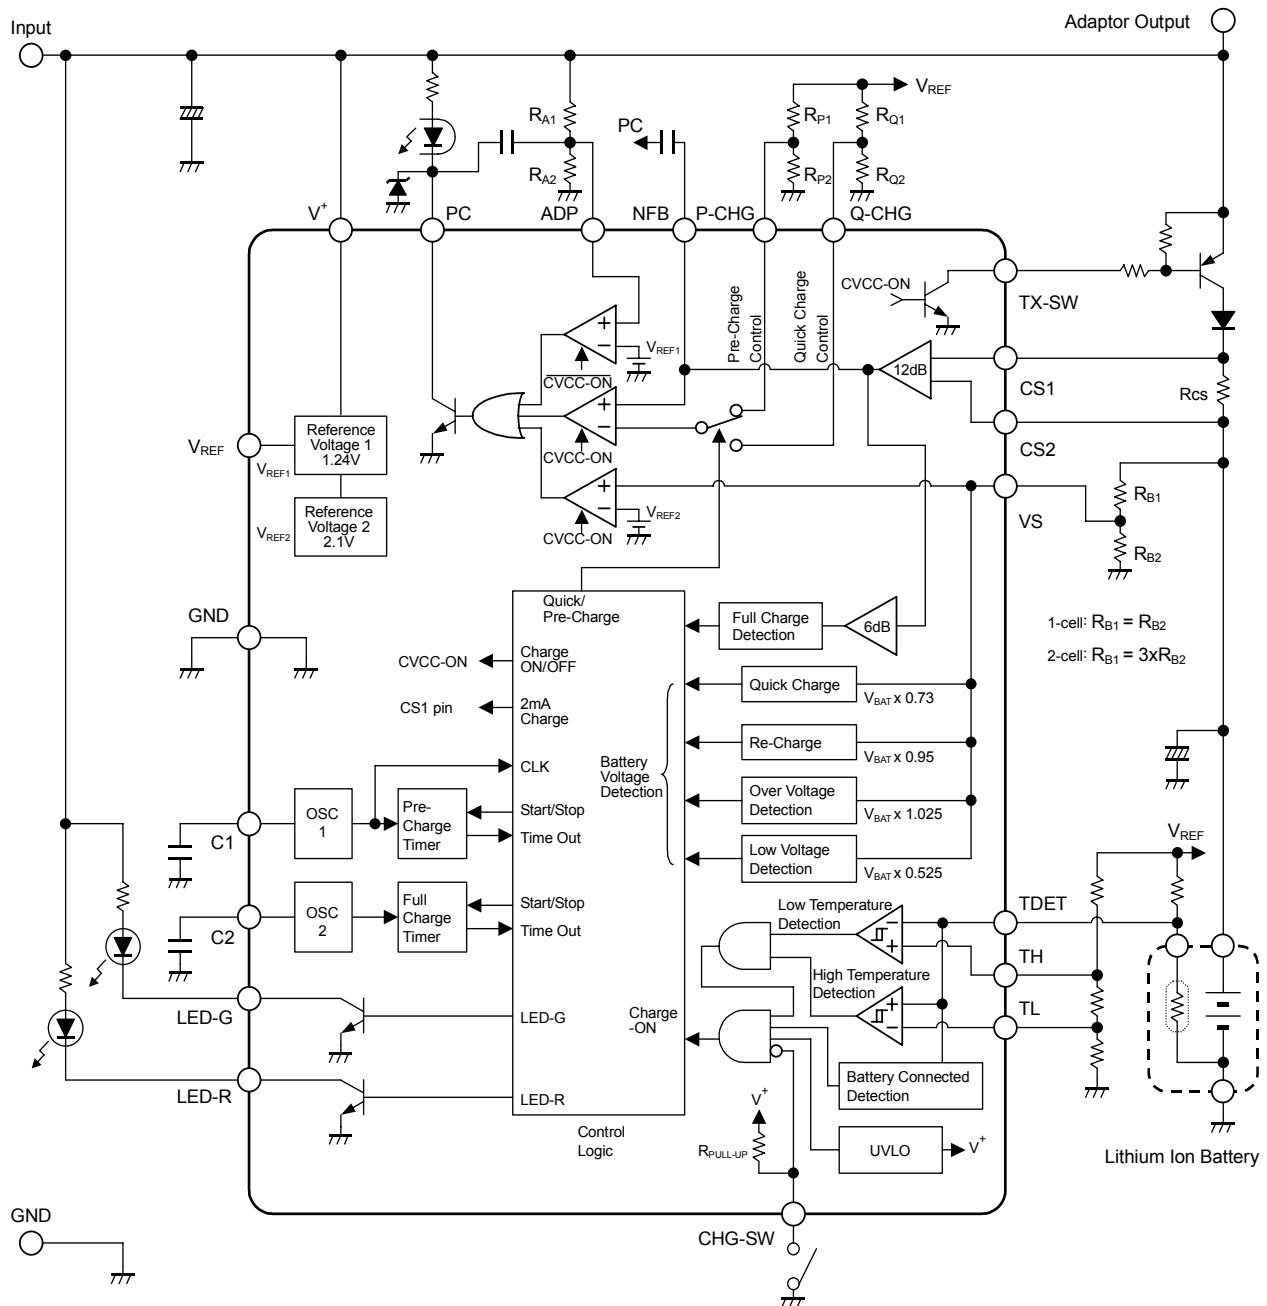 Input
Adaptor Output
VREF
RA1
RP1
RQ1
PC
RA2
RP2
RQ2
V+
PC
ADP
NFB
P-CHG
Q-CHG
CVCC-ON
TX-SW
Pre-Charge
Control
Quick Charge
Control
VREF1
CVCC-ON
12dB
CS1
Rcs
Reference
Voltage 1
1.24V
VREF
VREF1
CVCC-ON
CS2
RB1
Reference
Voltage 2
2.1V
VREF2
VREF2
CVCC-ON
VS
RB2
Quick/
Pre-Charge
GND
Full Charge
Detection
6dB
1-cell: RB1 = RB2
2-cell: RB1 = 3xRB2
CVCC-ON
Charge
ON/OFF
CS1 pin
2mA
Charge
Quick Charge
VBAT x 0.73
Re-Charge
VBAT x 0.95
Battery
Voltage
Detection
CLK
Over Voltage
Detection
VBAT x 1.025
OSC
1
Pre-
Charge
Timer
Start/Stop
Time Out
C1
Low Voltage
Detection
VBAT x 0.525
VREF
OSC
2
Full
Charge
Timer
Start/Stop
Time Out
C2
Low Temperature
Detection
TDET
TH
High Temperature
Detection
TL
LED-G
LED-G
Charge
-ON
Battery Connected
Detection
LED-R
LED-R
V+
Control
Logic
RPULL-UP
UVLO
V+
Lithium Ion Battery
GND
CHG-SW